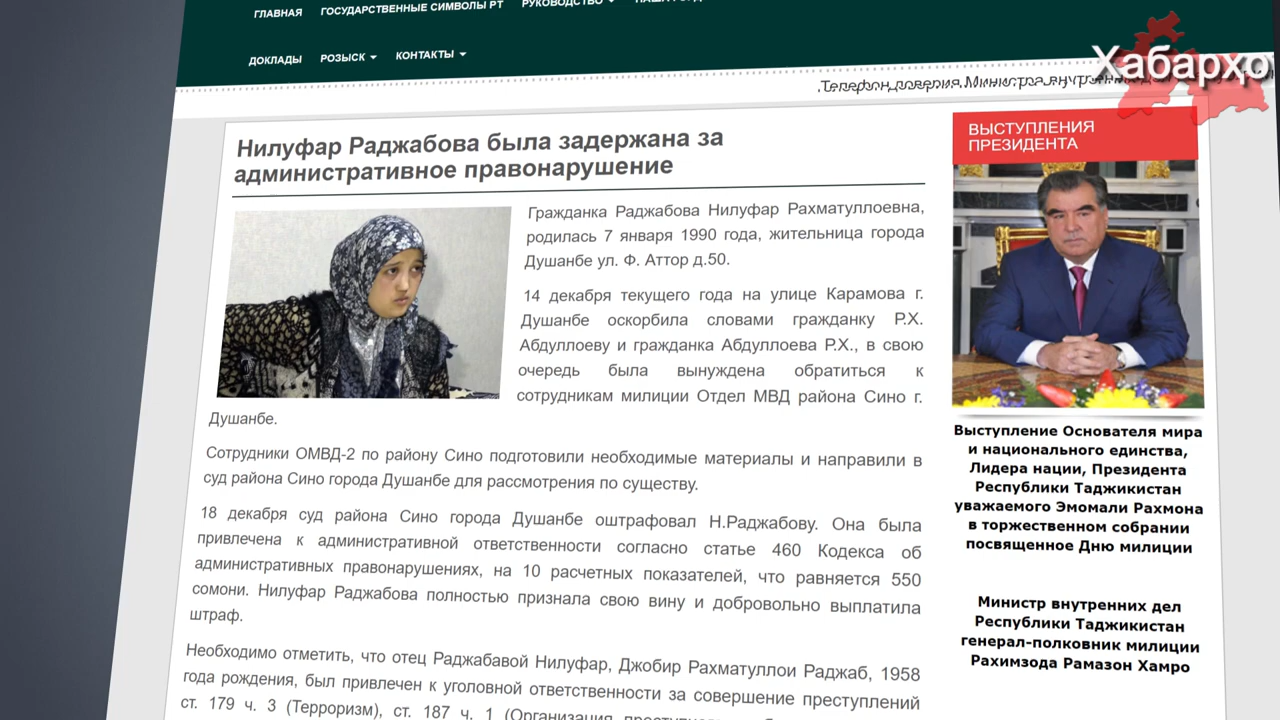 ГЛАВНАЯ ГОСУДАРСТВЕННЫЕ СИМВОЛЫ РТ РУКОВОДСТВО
ДОКЛАДЫ РОЗЫСК КОНТАКТЫ
Хабарҳо
Телефон доверия Министра
Нилуфар Раджабова была задержана за
административное правонарушение
Гражданка Раджабова Нилуфар Рахматуллоевна,
родилась 7 января 1990 года, жительница города
Душанбе ул. Ф. Аттор д.50.
14 декабря текущего года на улице Карамова г.
Душанбе оскорбила словами гражданку Р.Х.
Абдуллоеву и гражданка Абдуллоева Р.Х., в свою
очередь была вынуждена обратиться к
сотрудникам милиции Отдел МВД района Сино г.
Душанбе.
Сотрудники ОМВД-2 по району Сино подготовили необходимые материалы и направили в
суд района Сино города Душанбе для рассмотрения по существу.
18 декабря суд района Сино города Душанбе оштрафовал Н.Раджабову. Она была
привлечена к административной ответственности согласно статье 460 Кодекса об
административных правонарушениях, на 10 расчетных показателей, что равняется 550
сомони. Нилуфар Раджабова полностью признала свою вину и добровольно выплатила
штраф.
Необходимо отметить, что отец Раджабавой Нилуфар, Джобир Рахматуллои Раджаб, 1958
года рождения, был привлечен к уголовной ответственности за совершение преступлений
ст. 179 ч. 3 (Терроризм), ст. 187 ч. 1 (Организация
ВЫСТУПЛЕНИЯ
ПРЕЗИДЕНТА
Выступление Основателя мира
и национального единства,
Лидера нации, Президента
Республики Таджикистан
уважаемого Эмомали Рахмона
в торжественном собрании
посвященное Дню милиции
Министр внутренних дел
Республики Таджикистан
генерал-полковник милиции
Рахимзода Рамазон Хамро